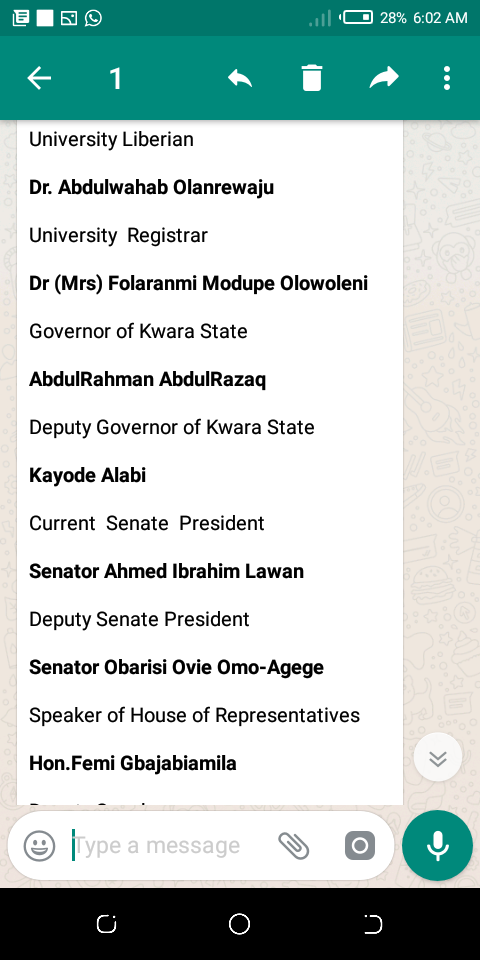 28% 6:02 AM
1
University Liberian
Dr. Abdulwahab Olanrewaju
University Registrar
Dr (Mrs) Folaranmi Modupe Olowoleni
Governor of Kwara State
AbdulRahman AbdulRazaq
Deputy Governor of Kwara State
Kayode Alabi
Current Senate President
Senator Ahmed Ibrahim Lawan
Deputy Senate President
Senator Obarisi Ovie Omo-Agege
Speaker of House of Representatives
Hon.Femi Gbajabiamila
Type a message